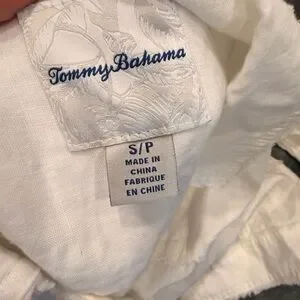 Tommy Bahama
S/P
MADE IN
CHINA
FABRIQUE
EN CHINE